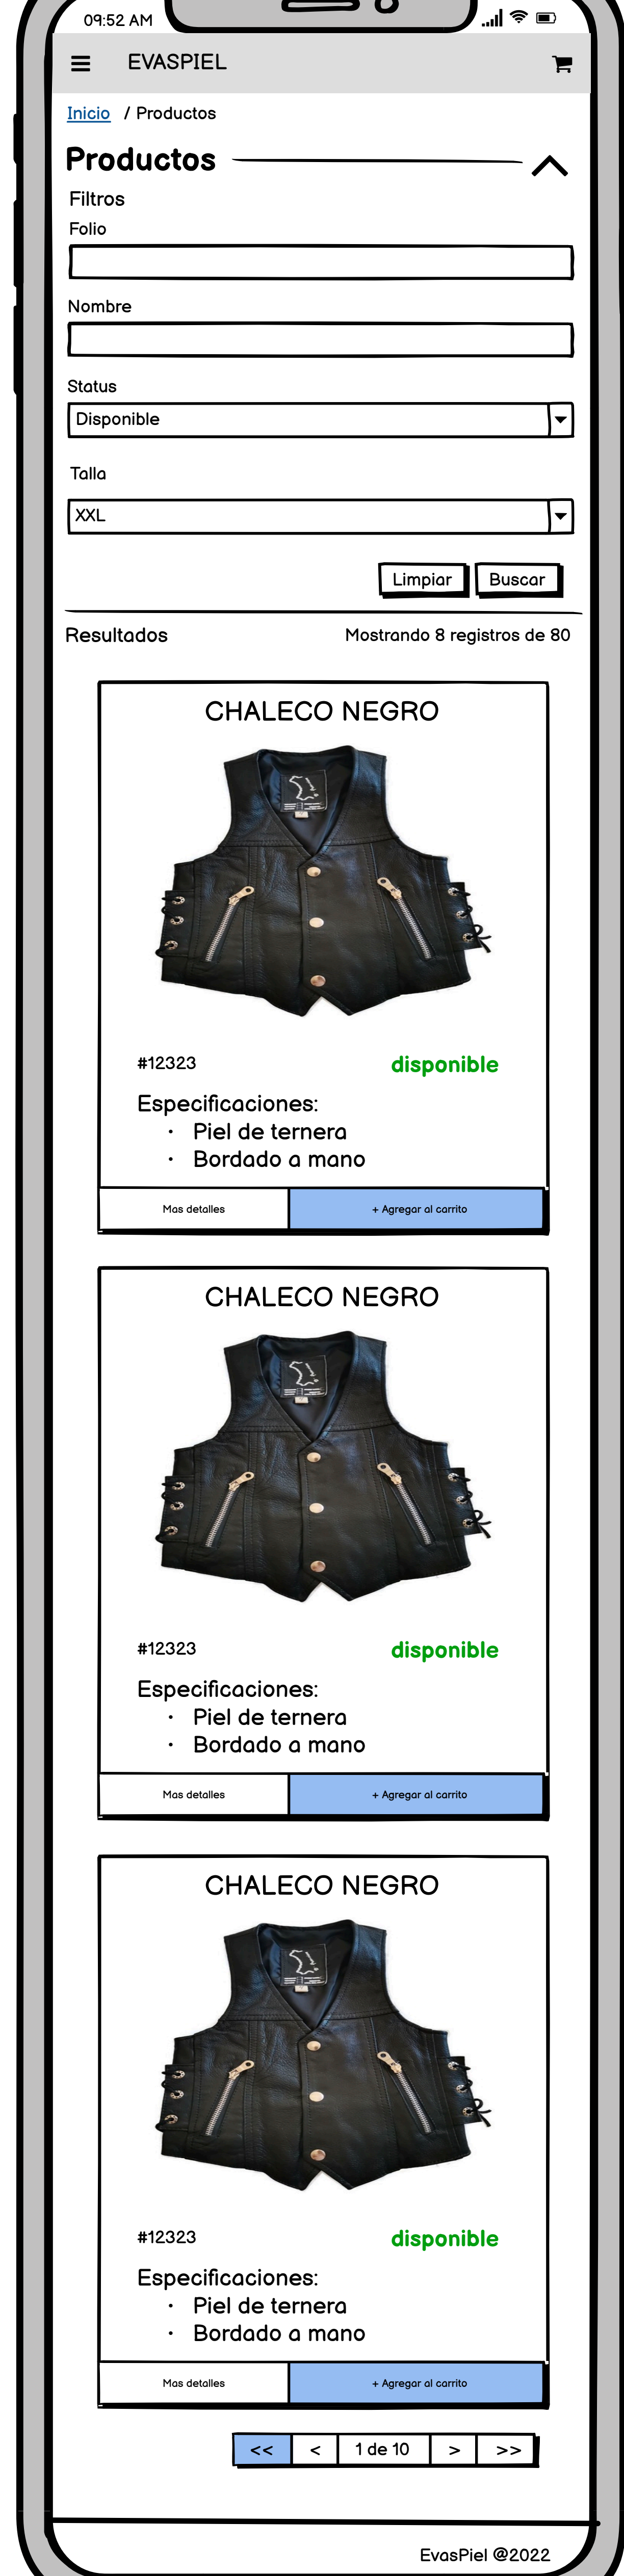 09:52 AM
EVASPIEL
Inicio / Productos
Productos
Filtros
Folio
Nombre
Status
Disponible
Talla
XXL
Limpiar Buscar
Resultados Mostrando 8 registros de 80
CHALECO NEGRO
#12323 disponible
Especificaciones:
· Piel de ternera
· Bordado a mano
Mas detalles + Agregar al carrito
CHALECO NEGRO
#12323 disponible
Especificaciones:
· Piel de ternera
· Bordado a mano
Mas detalles + Agregar al carrito
CHALECO NEGRO
#12323 disponible
Especificaciones:
· Piel de ternera
· Bordado a mano
Mas detalles + Agregar al carrito
<< < 1 de 10 > >>
EvasPiel @2022